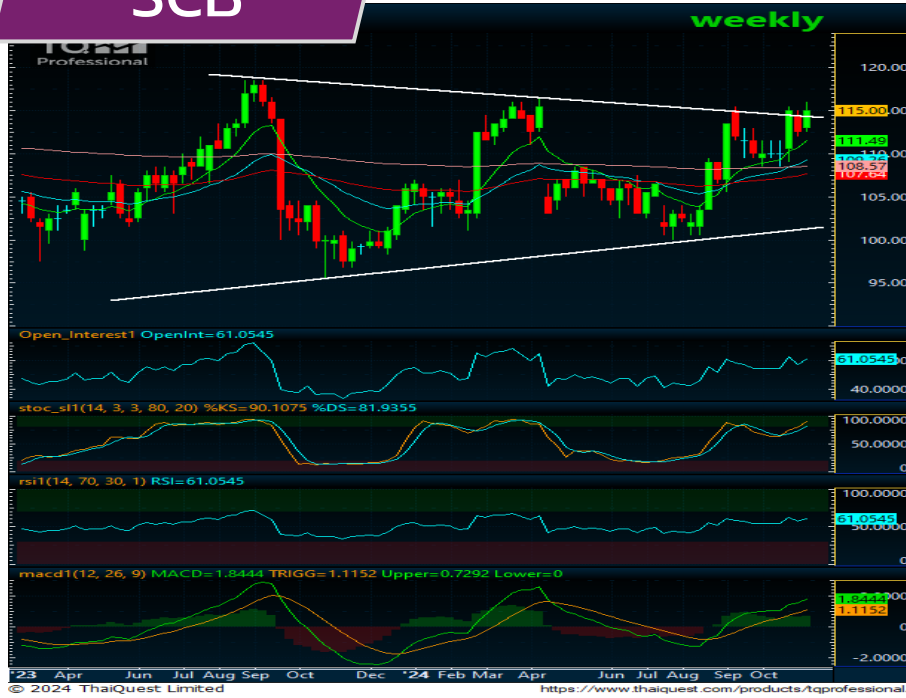 SCB
weekly
TQ
Professional
120.00
115.00
111.49
110.00
108.57
107.64
105.00
100.00
95.00
Open_Interest1 OpenInt=61.0545
61.0545
40.0000
stoc_sl1(14, 3, 3, 80, 20) %KS=90.1075 %DS=81.9355
100.0000
50.0000
0
rsi1(14, 70, 30, 1) RSI=61.0545
100.0000
61.0545
50.0000
0
macd1(12, 26, 9) MACD=1.8444 TRIGG=1.1152 Upper=0.7292 Lower=0
1.8444
1.1152
0
-2.0000
'23 Apr Jun Jul Aug Sep Oct Dec '24 Feb Mar Apr Jun Jul Aug Sep Oct
© 2024 ThaiQuest Limited https://www.thaiquest.com/products/tqprofessional